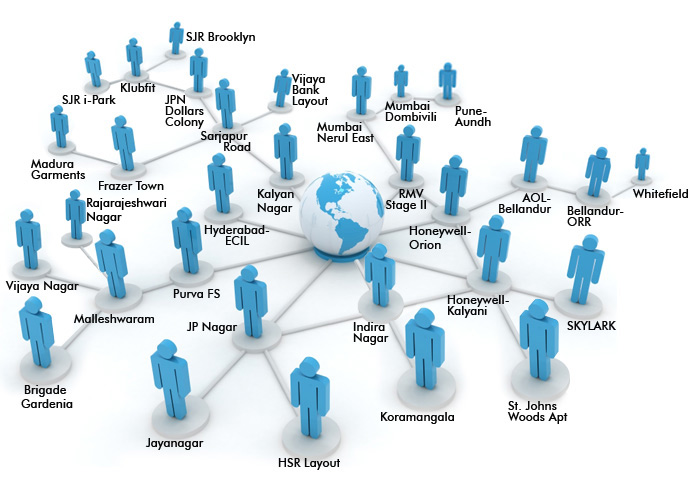 SJR Brooklyn
Klubfit
SJR i-Park
JPN
Dollars
Colony
Vijaya
Bank
Layout
Sarjapur
Road
Mumbai
Dombivili
Pune-
Aundh
Mumbai
Nerul East
Madura
Garments
Frazer Town
Kalyan
Nagar
RMV
Stage II
AOL-
Bellandur
Bellandur-
ORR
Whitefield
Rajarajeshwari
Nagar
Hyderabad-
ECIL
Honeywell-
Orion
Vijaya Nagar
Malleshwaram
Purva FS
JP Nagar
Indira
Nagar
Honeywell-
Kalyani
SKYLARK
Brigade
Gardenia
Jayanagar
HSR Layout
Koramangala
St. Johns
Woods Apt